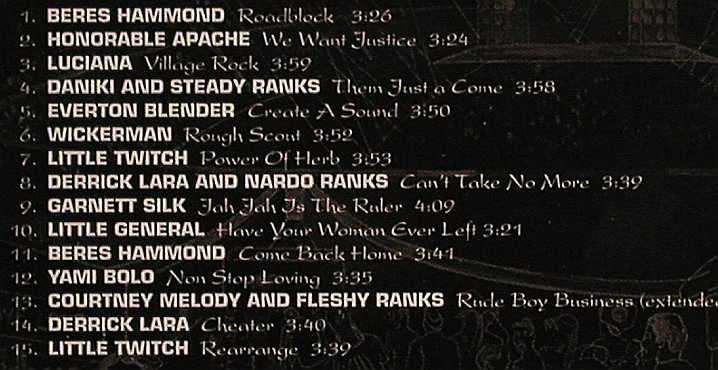 1. BERES HAMMOND Roadblock 3:26
2. HONORABLE APACHE We Want Justice 3:24
3. LUCIANA Village Rock 3:59
4. DANIKI AND STEADY RANKS Them Just a Come 3:58
5. EVERTON BLENDER Create A Sound 3:50
6. WICKERMAN Rough Scout 3:52
7. LITTLE TWITCH Power Of Herb 3:53
8. DERRICK LARA AND NARDO RANKS Can't Take No More 3:39
9. GARNETT SILK Jah Jah Is The Ruler 4:09
10. LITTLE GENERAL Have Your Woman Ever Left 3:21
11. BERES HAMMOND Come Back Home 3:41
12. YAMI BOLO Non Stop Loving 3:35
13. COURTNEY MELODY AND FLESHY RANKS Rude Boy Business (extende
14. DERRICK LARA Cheater 3:40
15. LITTLE TWITCH Rearrange 3:39